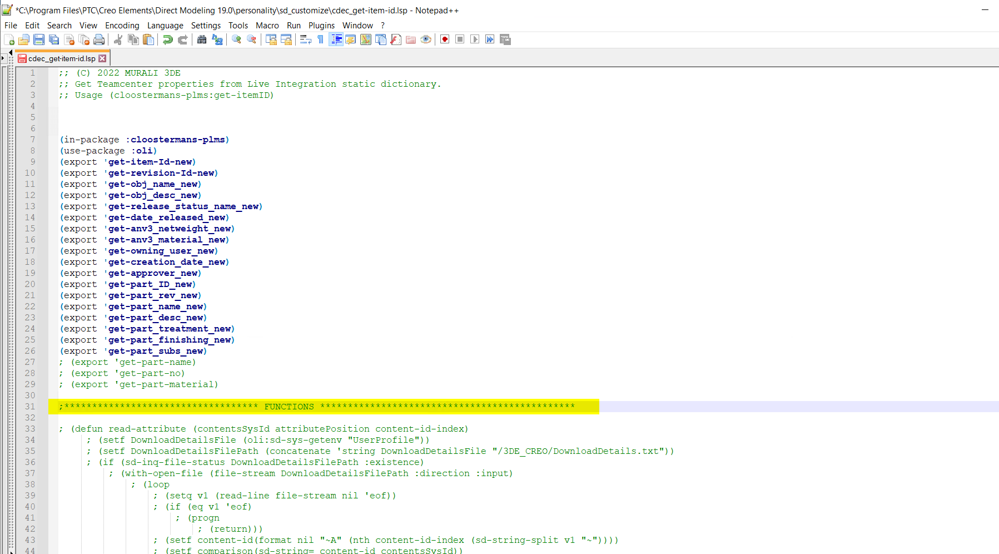 *C:\Program Files\PTC\Creo Elements\Direct Modeling 19.0\personality\sd_customize\cdec_get-item-id.lsp - Notepad++
File Edit Search View Encoding Language Settings Tools Macro Run Plugins Window ?
cdec_get-item-id.lsp
1 ;; (C) 2022 MURALI 3DE
2 ;; Get Teamcenter properties from Live Integration static dictionary.
3 ;; Usage (cloostermans-plms:get-itemID)
4
5
6
7 (in-package :cloostermans-plms)
8 (use-package :oli)
9 (export 'get-item-Id-new)
10 (export 'get-revision-Id-new)
11 (export 'get-obj_name_new)
12 (export 'get-obj_desc_new)
13 (export 'get-release_status_name_new)
14 (export 'get-date_released_new)
15 (export 'get-anv3_netweight_new)
16 (export 'get-anv3_material_new)
17 (export 'get-owning_user_new)
18 (export 'get-creation_date_new)
19 (export 'get-approver_new)
20 (export 'get-part_ID_new)
21 (export 'get-part_rev_new)
22 (export 'get-part_name_new)
23 (export 'get-part_desc_new)
24 (export 'get-part_treatment_new)
25 (export 'get-part_finishing_new)
26 (export 'get-part_subs_new)
27 ; (export 'get-part-name)
28 ; (export 'get-part-no)
29 ; (export 'get-part-material)
30
31 ;*********************************** FUNCTIONS **********************************************
32
33 ; (defun read-attribute (contentsSysId attributePosition content-id-index)
34 ; (setf DownloadDetailsFile (oli:sd-sys-getenv "UserProfile"))
35 ; (setf DownloadDetailsFilePath (concatenate 'string DownloadDetailsFile "/3DE_CREO/DownloadDetails.txt"))
36 ; (if (sd-inq-file-status DownloadDetailsFilePath :existence)
37 ; (with-open-file (file-stream DownloadDetailsFilePath :direction :input)
38 ; (loop
39 ; (setq v1 (read-line file-stream nil 'eof))
40 ; (if (eq v1 'eof)
41 ; (progn
42 ; (return)))
43 ; (setf content-id(format nil "~A" (nth content-id-index (sd-string-split v1 "~"))))
44 ; (setf comparison(sd-string= content-id contentsSysId))